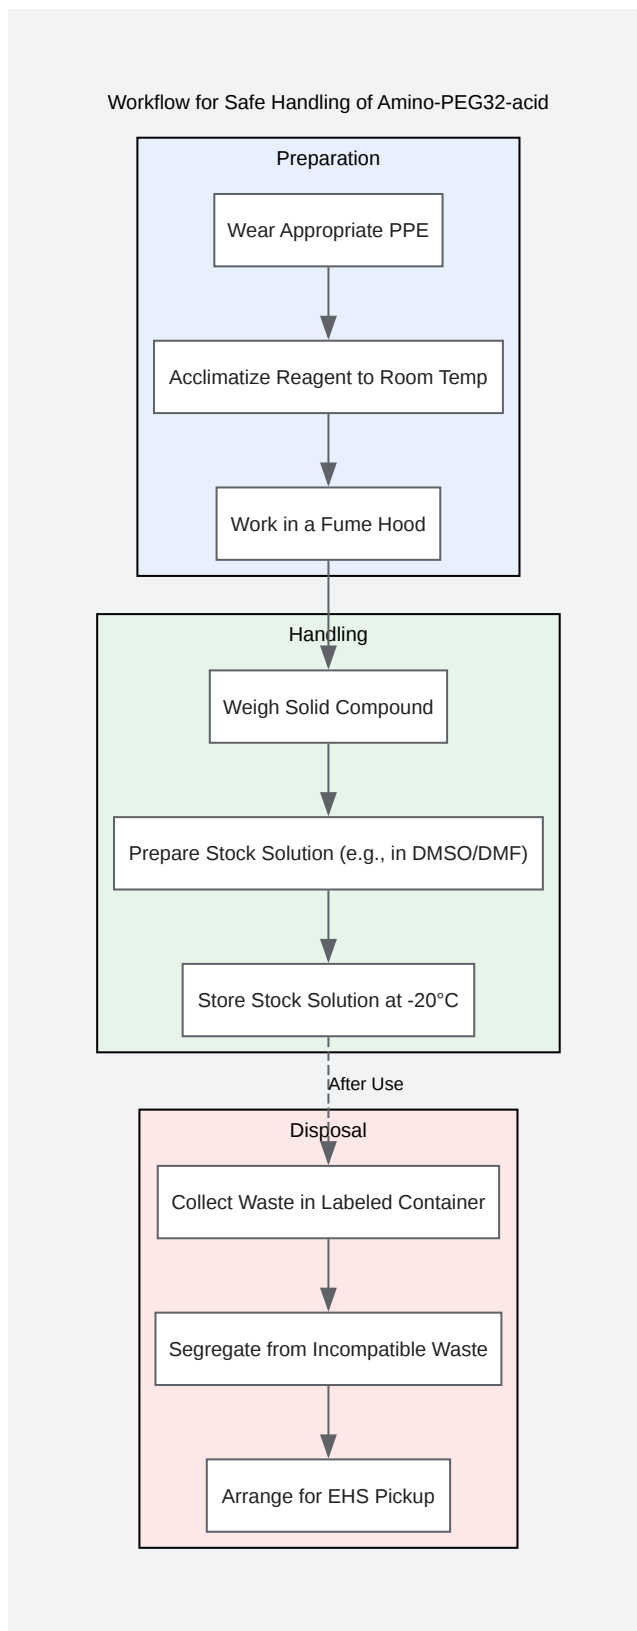 Workflow for Safe Handling of Amino-PEG32-acid
Preparation
Wear Appropriate PPE
Acclimatize Reagent to Room Temp
Work in a Fume Hood
Handling
Weigh Solid Compound
Prepare Stock Solution (e.g., in DMSO/DMF)
Store Stock Solution at -20°C
After Use
Disposal
Collect Waste in Labeled Container
Segregate from Incompatible Waste
Arrange for EHS Pickup